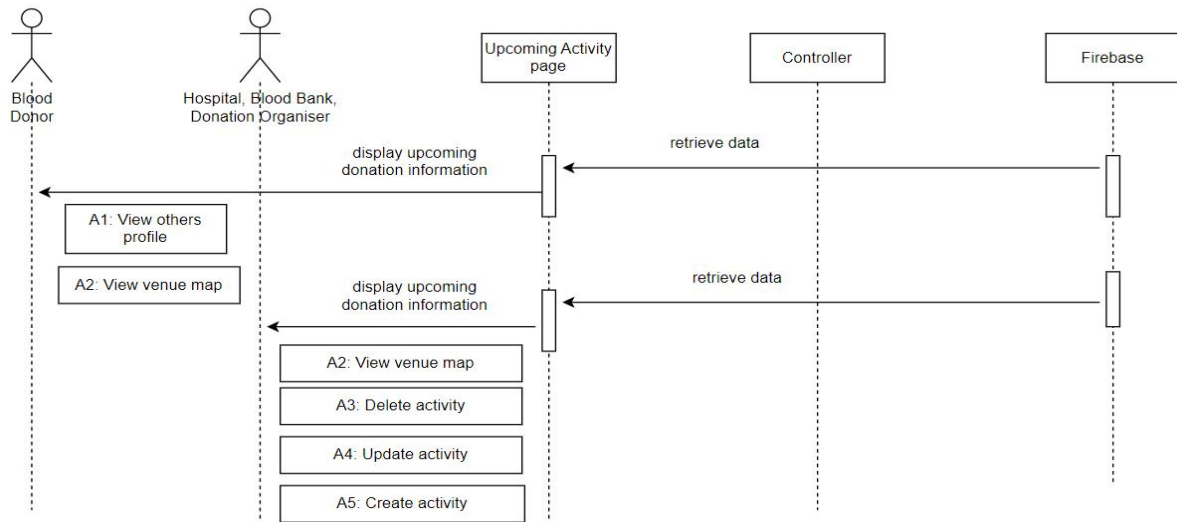 Upcoming Activity
page
Controller
Firebase
Blood
Donor
Hospital, Blood Bank,
Donation Organiser
display upcoming
donation information
retrieve data
A1: View others
profile
A2: View venue map
display upcoming
donation information
retrieve data
A2: View venue map
A3: Delete activity
A4: Update activity
A5: Create activity